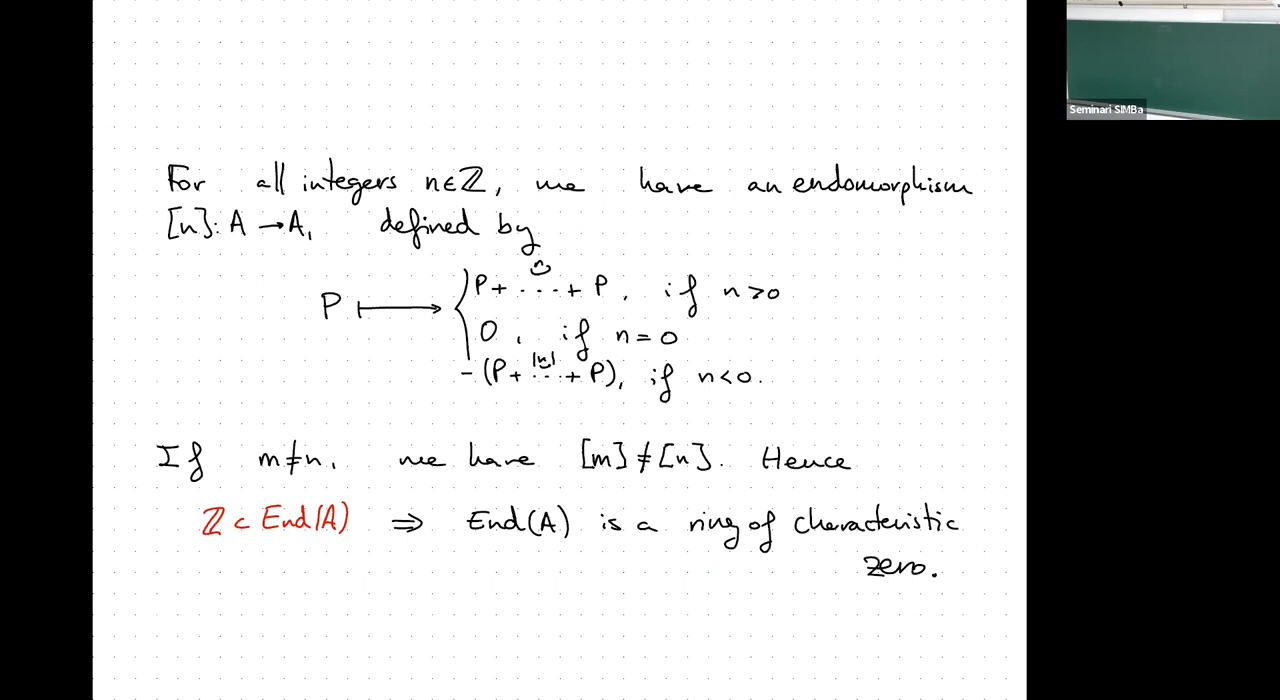 Seminari SIMBa
For all integers n∈ℤ, we have an endomorphism
[n]: A → A, defined by
P ⟼ { P + ⋯ + P, if n > 0
0, if n = 0
- (P + |n| ⋯ + P), if n < 0.
If m ≠ n, we have [m] ≠ [n]. Hence
ℤ ⊂ End(A) ⇒ End(A) is a ring of characteristic
zero.